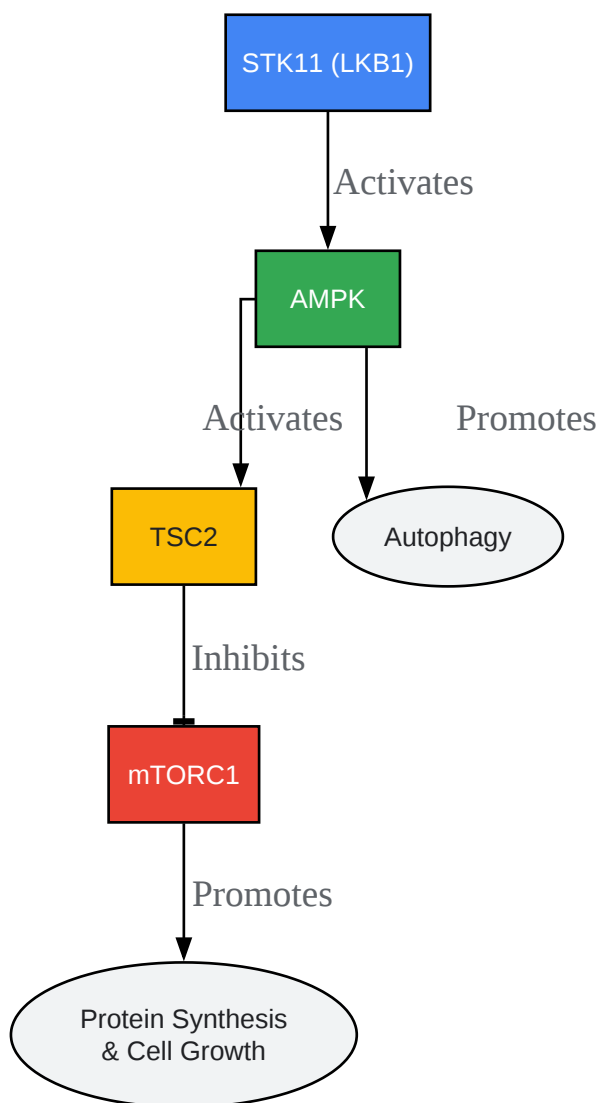 STK11 (LKB1)
Activates
AMPK
Activates
Promotes
TSC2
Autophagy
Inhibits
mTORC1
Promotes
Protein Synthesis
& Cell Growth